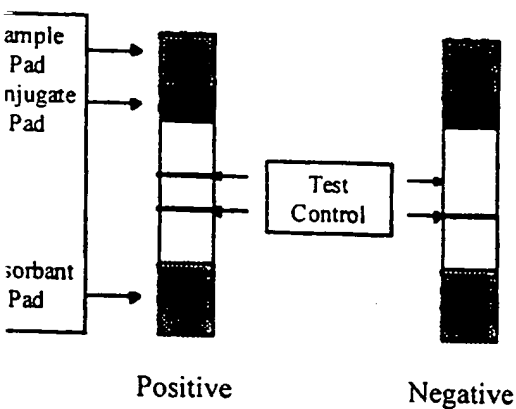 ample
Pad
njugate
Pad
sorbant
Pad
Test
Control
Positive
Negative